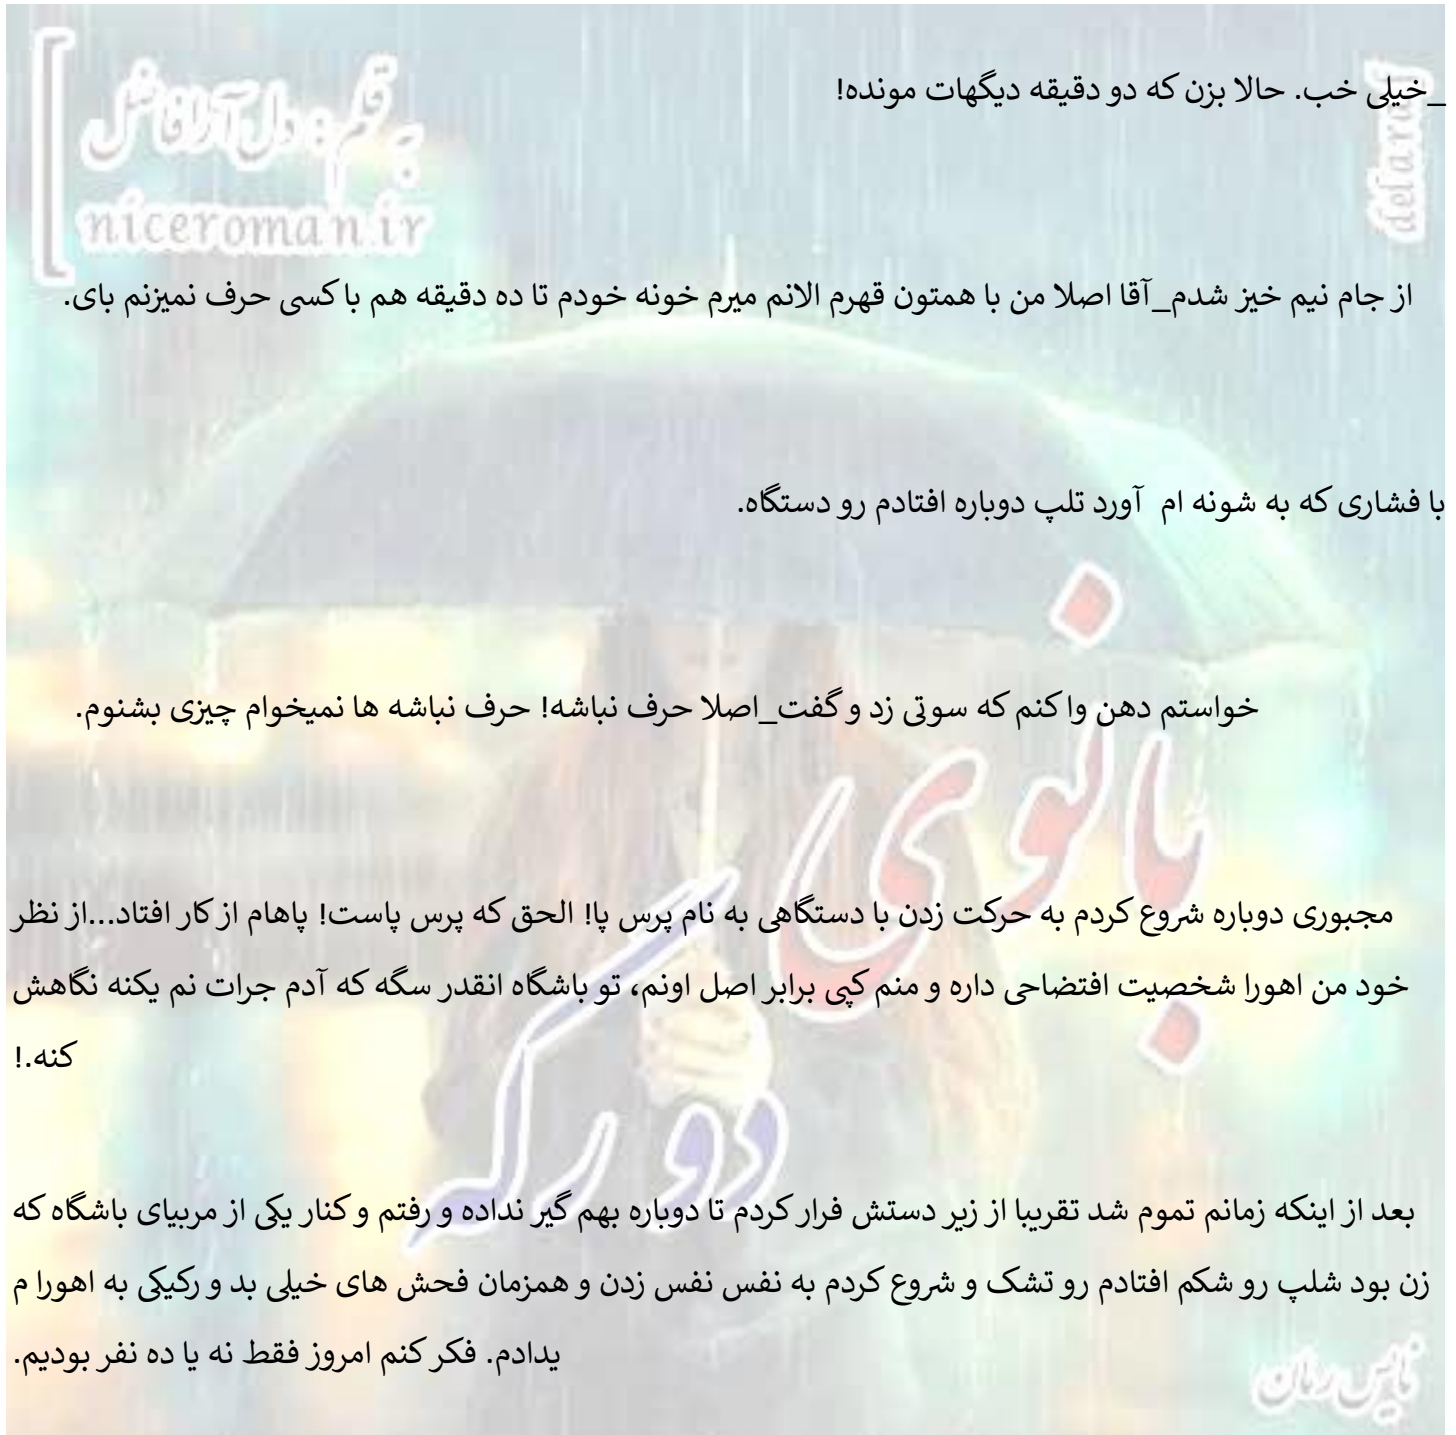 _خیلی خب. حالا بزن که دو دقیقه دیگهات مونده!
به قلم: دل آرا فاضل
niceroman.ir
delara
از جام نیم خیز شدم_آقا اصلا من با همتون قهرم الانم میرم خونه خودم تا ده دقیقه هم با کسی حرف نمیزنم بای.
با فشاری که به شونه ام آورد تلپ دوباره افتادم رو دستگاه.
خواستم دهن وا کنم که سوتی زد و گفت_اصلا حرف نباشه! حرف نباشه ها نمیخوام چیزی بشنوم.
بانوی
دو رگه
مجبوری دوباره شروع کردم به حرکت زدن با دستگاهی به نام پرس پا! الحق که پرس پاست! پاهام از کار افتاد...از نظر
خود من اهورا شخصیت افتضاحی داره و منم کپی برابر اصل اونم، تو باشگاه انقدر سگه که آدم جرات نم یکنه نگاهش
کنه.!
بعد از اینکه زمانم تموم شد تقریبا از زیر دستش فرار کردم تا دوباره بهم گیر نداده و رفتم و کنار یکی از مربیای باشگاه که
زن بود شلپ رو شکم افتادم رو تشک و شروع کردم به نفس نفس زدن و همزمان فحش های خیلی بد و رکیکی به اهورا م
یدادم. فکر کنم امروز فقط نه یا ده نفر بودیم.
نایس رمان